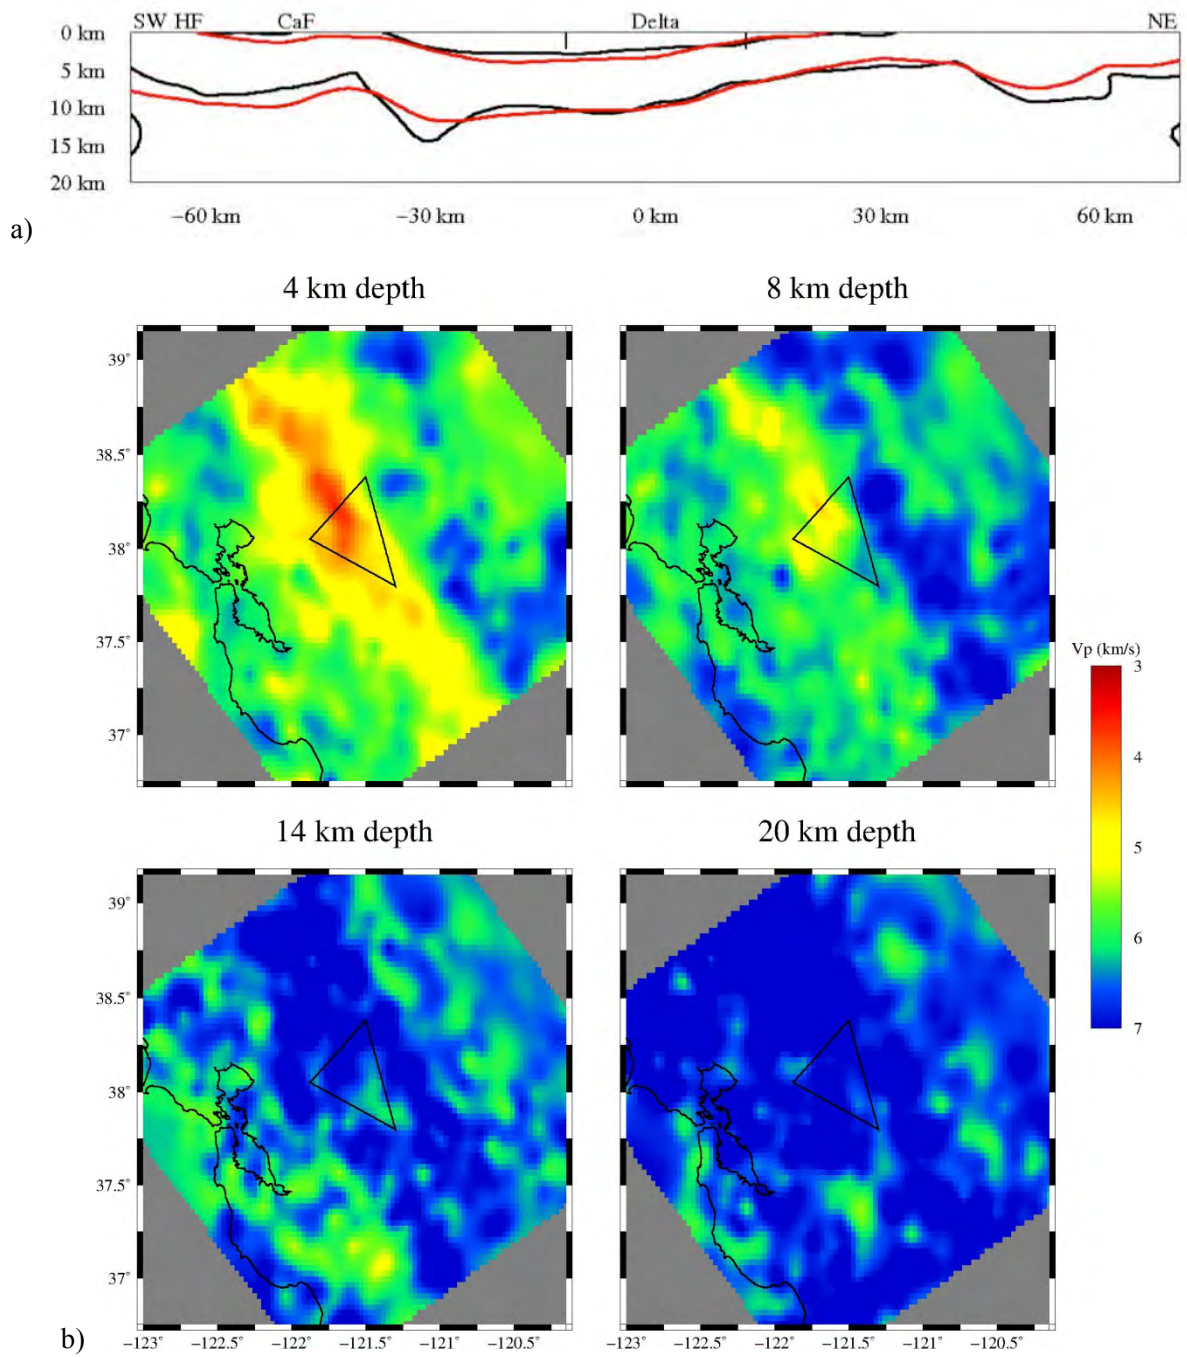 SW HF CaF Delta NE
0 km
5 km
10 km
15 km
20 km
−60 km −30 km 0 km 30 km 60 km
a)
4 km depth 8 km depth
39°
38.5°
38°
37.5°
37°
Vp (km/s)
3
4
5
6
7
14 km depth 20 km depth
39°
38.5°
38°
37.5°
37°
b)
−123° −122.5° −122° −121.5° −121° −120.5° −123° −122.5° −122° −121.5° −121° −120.5°